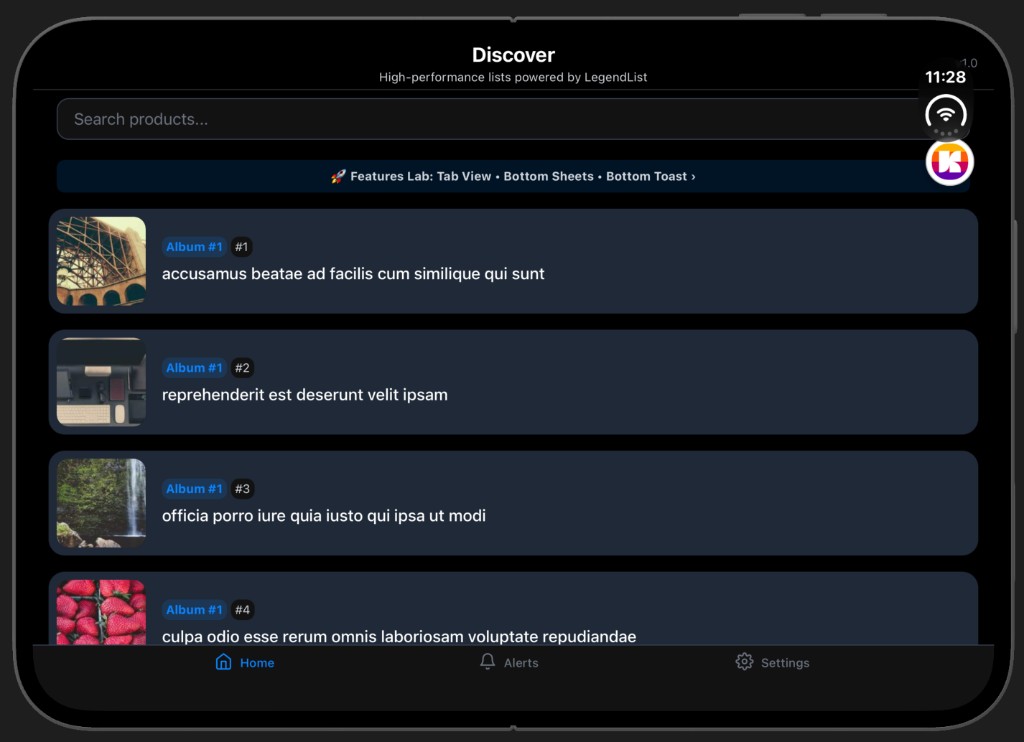 Discover
High-performance lists powered by LegendList
11:28
Search products...
🚀 Features Lab: Tab View • Bottom Sheets • Bottom Toast ›
Album #1 #1
accusamus beatae ad facilis cum similique qui sunt
Album #1 #2
reprehenderit est deserunt velit ipsam
Album #1 #3
officia porro iure quia iusto qui ipsa ut modi
Album #1 #4
culpa odio esse rerum omnis laboriosam voluptate repudiandae
Home Alerts Settings